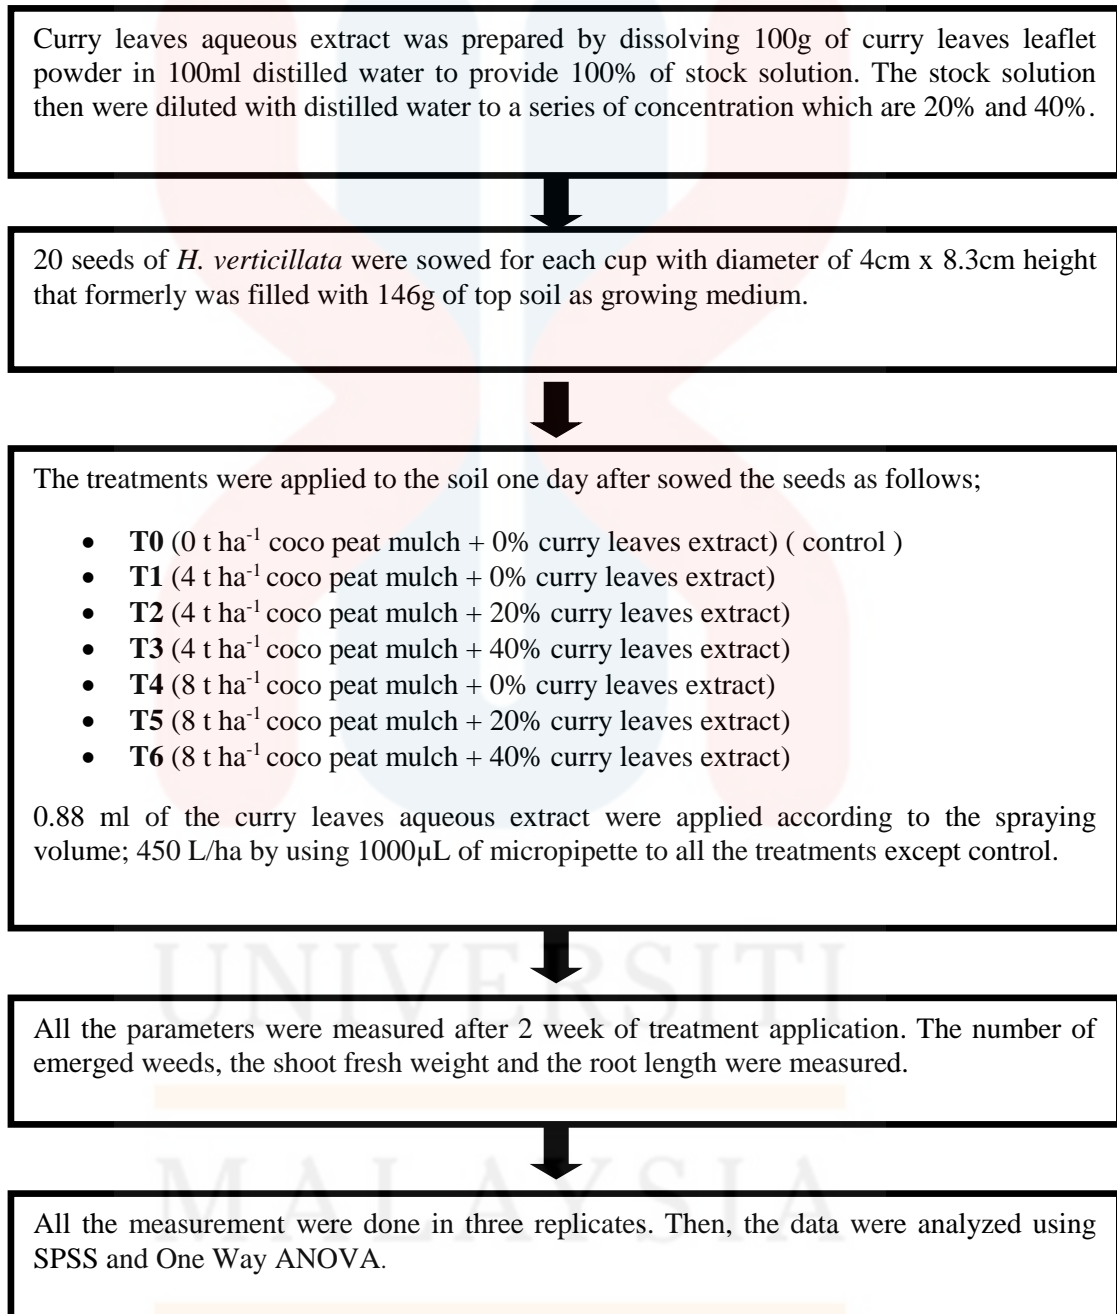 Curry leaves aqueous extract was prepared by dissolving 100g of curry leaves leaflet
powder in 100ml distilled water to provide 100% of stock solution. The stock solution
then were diluted with distilled water to a series of concentration which are 20% and 40%.
20 seeds of H. verticillata were sowed for each cup with diameter of 4cm x 8.3cm height
that formerly was filled with 146g of top soil as growing medium.
The treatments were applied to the soil one day after sowed the seeds as follows;
• T0 (0 t ha⁻¹ coco peat mulch + 0% curry leaves extract) ( control )
• T1 (4 t ha⁻¹ coco peat mulch + 0% curry leaves extract)
• T2 (4 t ha⁻¹ coco peat mulch + 20% curry leaves extract)
• T3 (4 t ha⁻¹ coco peat mulch + 40% curry leaves extract)
• T4 (8 t ha⁻¹ coco peat mulch + 0% curry leaves extract)
• T5 (8 t ha⁻¹ coco peat mulch + 20% curry leaves extract)
• T6 (8 t ha⁻¹ coco peat mulch + 40% curry leaves extract)
0.88 ml of the curry leaves aqueous extract were applied according to the spraying
volume; 450 L/ha by using 1000µL of micropipette to all the treatments except control.
UNIVERSITI
All the parameters were measured after 2 week of treatment application. The number of
emerged weeds, the shoot fresh weight and the root length were measured.
MALAYSIA
All the measurement were done in three replicates. Then, the data were analyzed using
SPSS and One Way ANOVA.